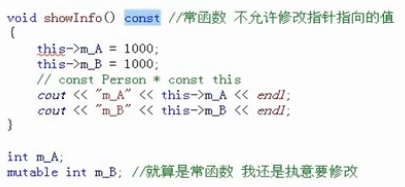 void showInfo() const //常函数 不允许修改指针指向的值
{
this->m_A = 1000;
this->m_B = 1000;
// const Person * const this
cout << "m_A" << this->m_A << endl;
cout << "m_B" << this->m_B << endl;
}
int m_A;
mutable int m_B; //就算是常函数 我还是执意要修改